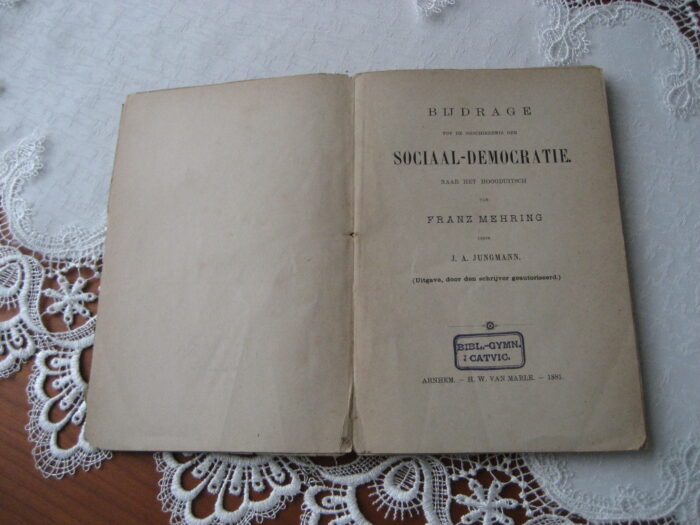 BIJDRAGE
TOT DE GESCHIEDENIS DER
SOCIAAL-DEMOCRATIE.
NAAR HET HOOGDUITSCH
VAN
FRANZ MEHRING
DOOR
J. A. JUNGMANN.
(Uitgave, door den schrijver geautoriseerd.)
BIBL.-GYMN.
: CATVIC.
ARNHEM. — H. W. VAN MARLE. — 1881.